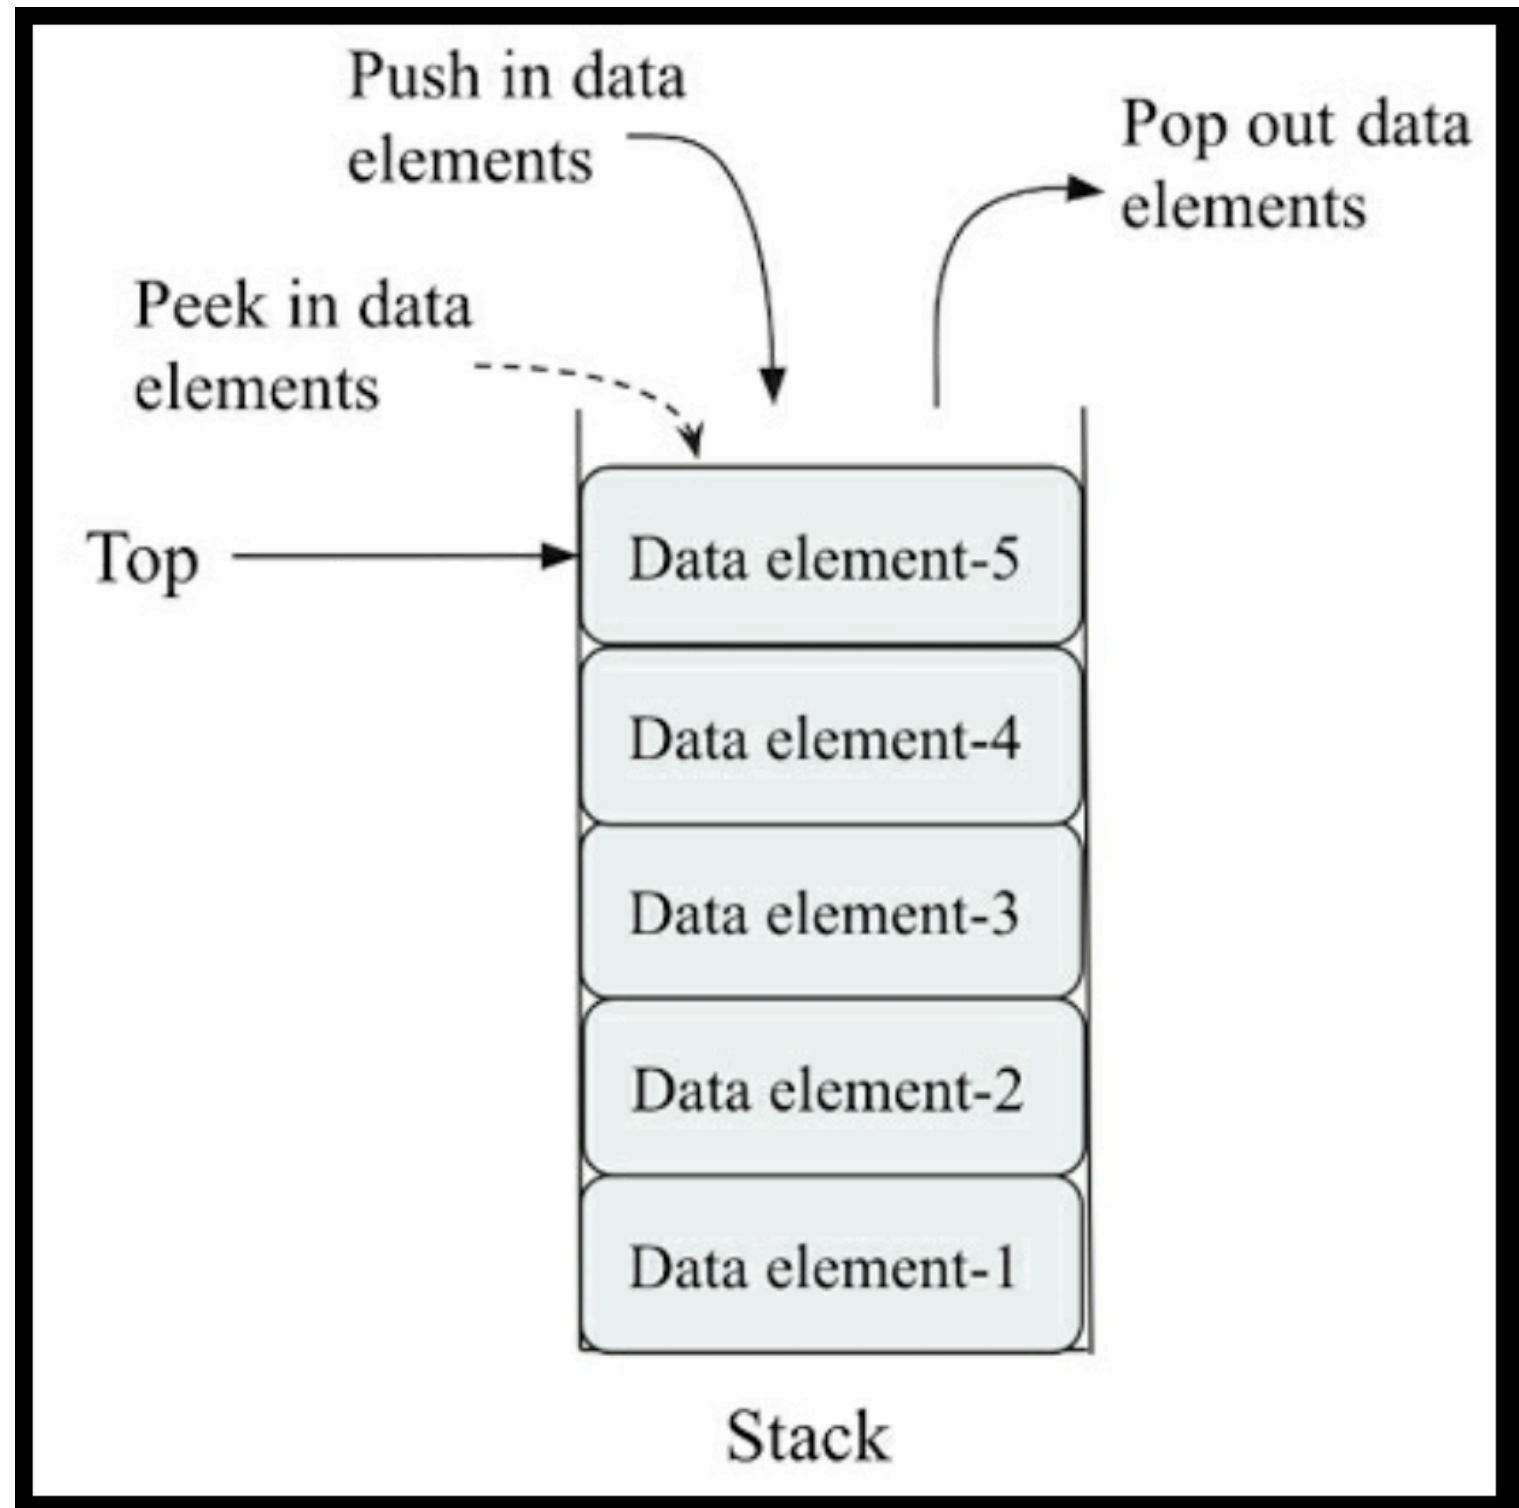 Push in data
elements
Pop out data
elements
Peek in data
elements
Top
Data element-5
Data element-4
Data element-3
Data element-2
Data element-1
Stack